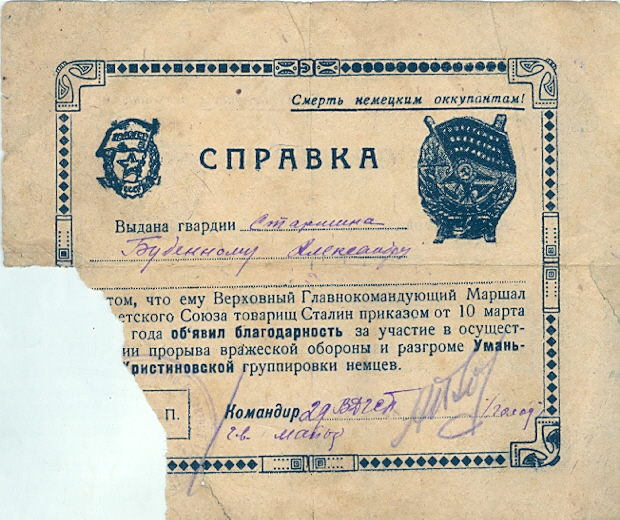 Смерть немецким оккупантам!
СПРАВКА
Выдана гвардии Старшина
Буденному Александру
том, что ему Верховный Главнокомандующий Маршал
етского Союза товарищ Сталин приказом от 10 марта
года об'явил благодарность за участие в осущест-
ии прорыва вражеской обороны и разгроме Умань-
Христиновской группировки немцев.
П. Командир
гв. майор